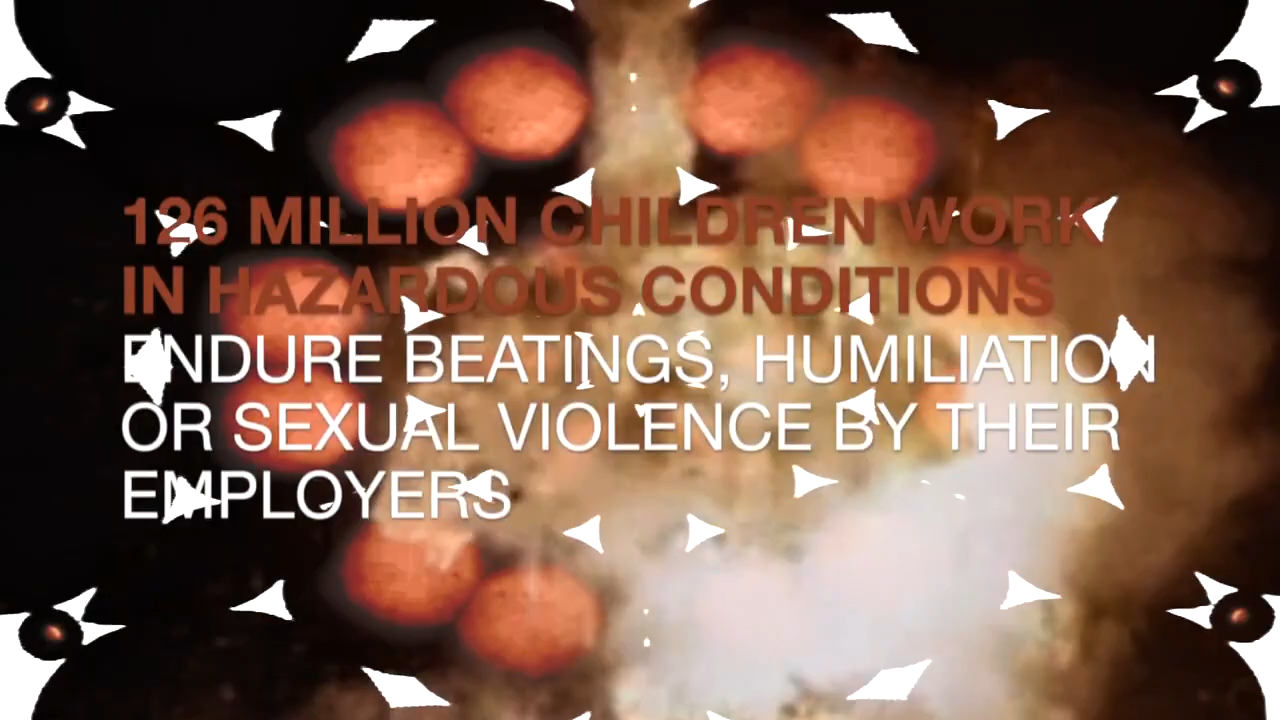 126 MILLION CHILDREN WORK
IN HAZARDOUS CONDITIONS
ENDURE BEATINGS, HUMILIATION
OR SEXUAL VIOLENCE BY THEIR
EMPLOYERS